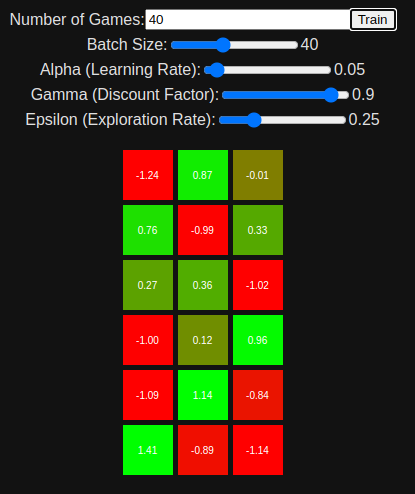 Number of Games: 40 Train
Batch Size: 40
Alpha (Learning Rate): 0.05
Gamma (Discount Factor): 0.9
Epsilon (Exploration Rate): 0.25
-1.24 0.87 -0.01
0.76 -0.99 0.33
0.27 0.36 -1.02
-1.00 0.12 0.96
-1.09 1.14 -0.84
1.41 -0.89 -1.14